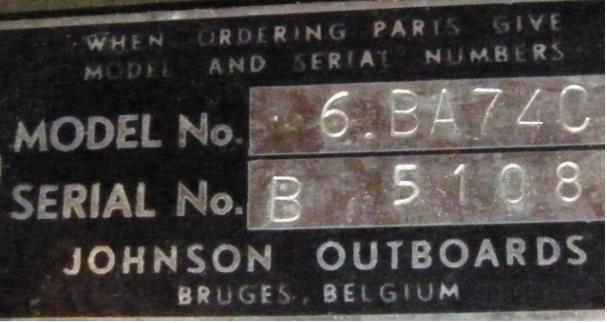 WHEN ORDERING PARTS GIVE
MODEL AND SERIAL NUMBERS
MODEL No. 6.BA74C
SERIAL No. B 5108
JOHNSON OUTBOARDS
BRUGES, BELGIUM